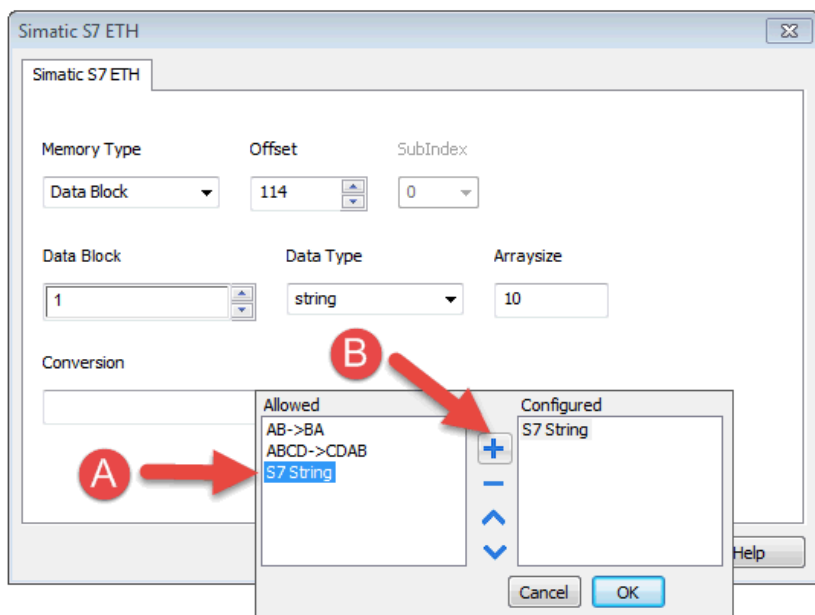 Simatic S7 ETH
Simatic S7 ETH
Memory Type Offset SubIndex
Data Block 114 0
Data Block Data Type Arraysize
1 string 10
B
Conversion
Allowed Configured
AB->BA S7 String
ABCD->CDAB
A S7 String
Help
Cancel OK